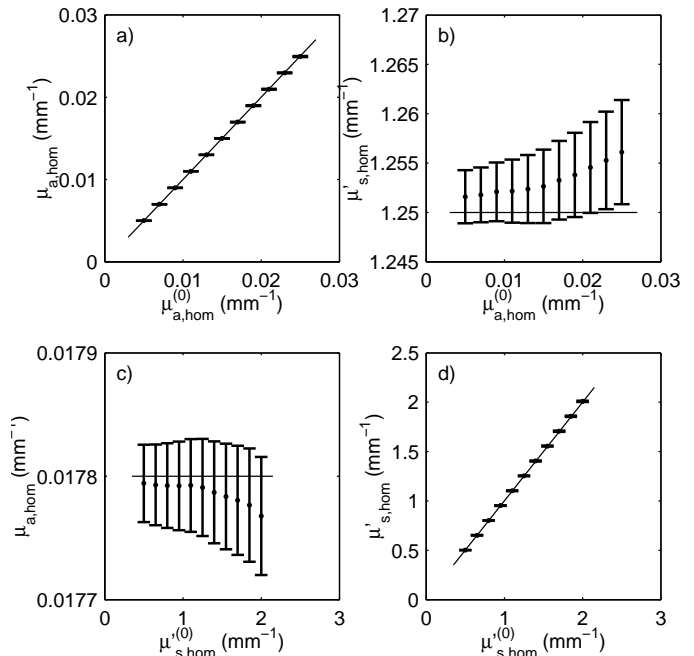 a)
0.03
0.02
0.01
0
0 0.01 0.02 0.03
μa,hom (mm−1)
μ(0)a,hom (mm−1)
b)
1.27
1.265
1.26
1.255
1.250
1.245
0 0.01 0.02 0.03
μ's,hom (mm−1)
μ(0)a,hom (mm−1)
c)
0.0179
0.0178
0.0177
0 1 2 3
μa,hom (mm−1)
μ'(0)s,hom (mm−1)
d)
2.5
2
1.5
1
0.5
0
0 1 2 3
μ's,hom (mm−1)
μ'(0)s,hom (mm−1)